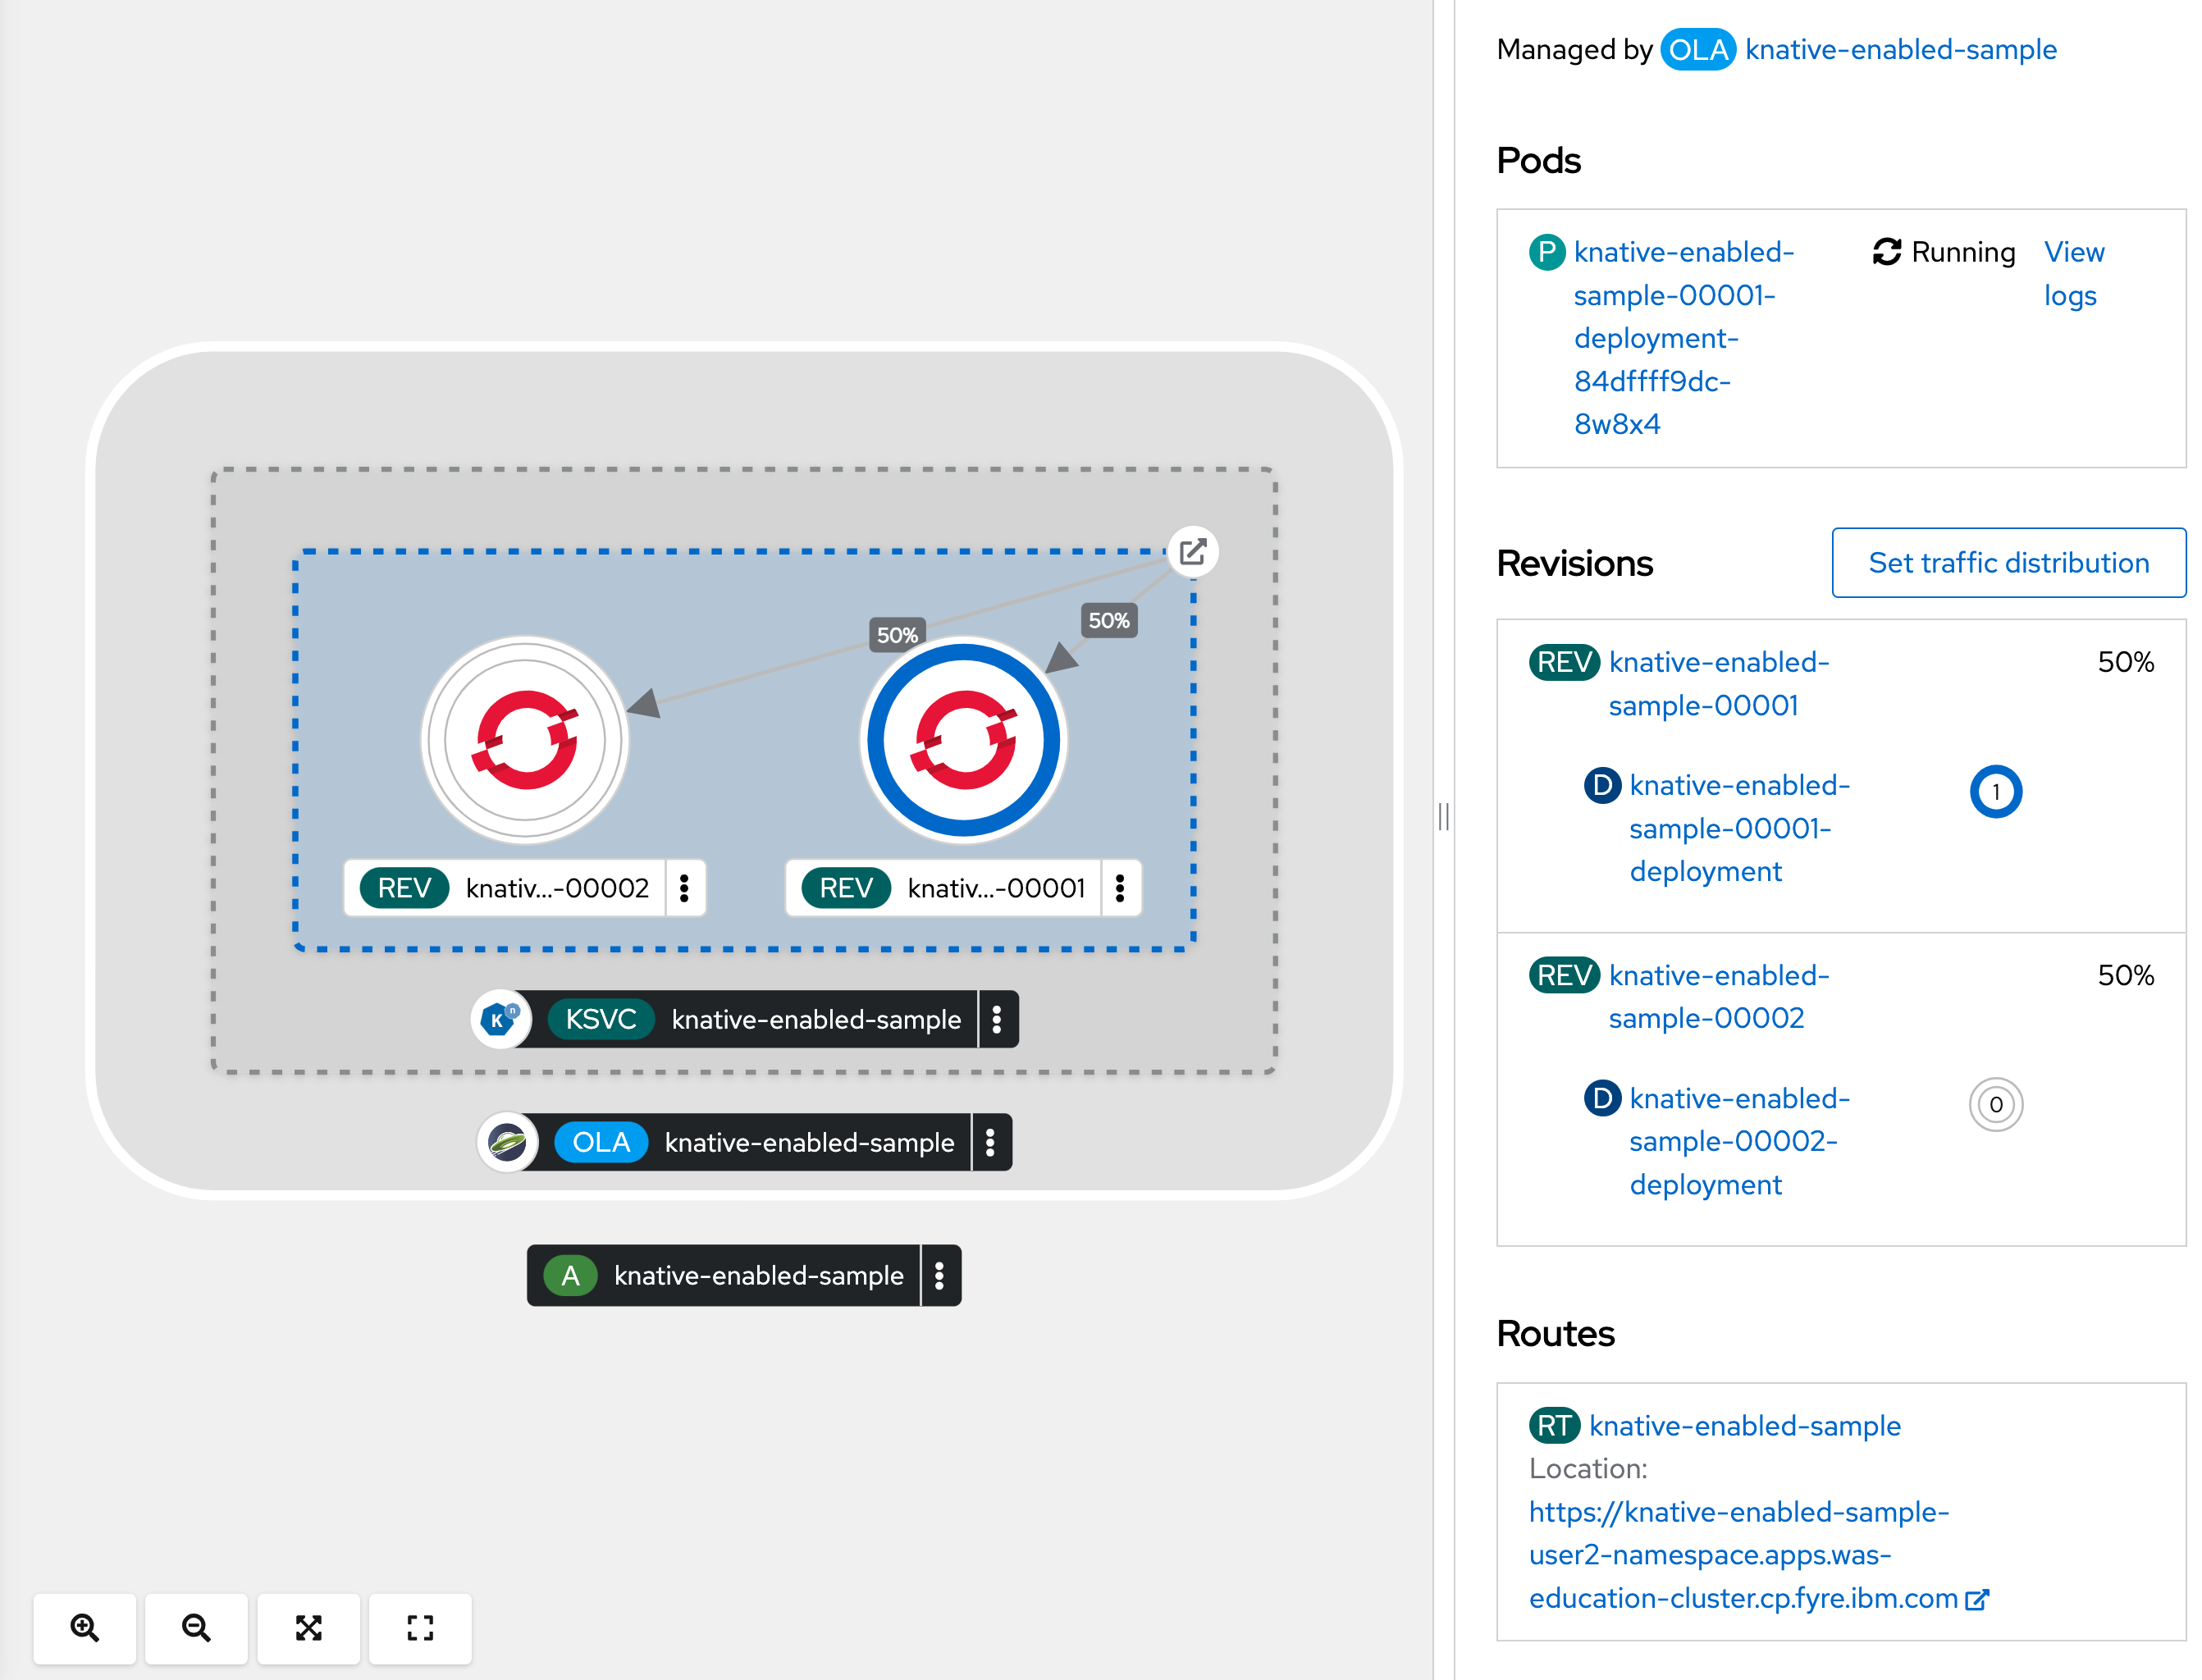 50%
50%
REV knativ...-00002
REV knativ...-00001
K n KSVC knative-enabled-sample
OLA knative-enabled-sample
A knative-enabled-sample
Managed by OLA knative-enabled-sample
Pods
P knative-enabled-
sample-00001-
deployment-
84dffff9dc-
8w8x4
Running
View
logs
Revisions
Set traffic distribution
REV knative-enabled-
sample-00001
50%
D knative-enabled-
sample-00001-
deployment
1
REV knative-enabled-
sample-00002
50%
D knative-enabled-
sample-00002-
deployment
0
Routes
RT knative-enabled-sample
Location:
https://knative-enabled-sample-
user2-namespace.apps.was-
education-cluster.cp.fyre.ibm.com